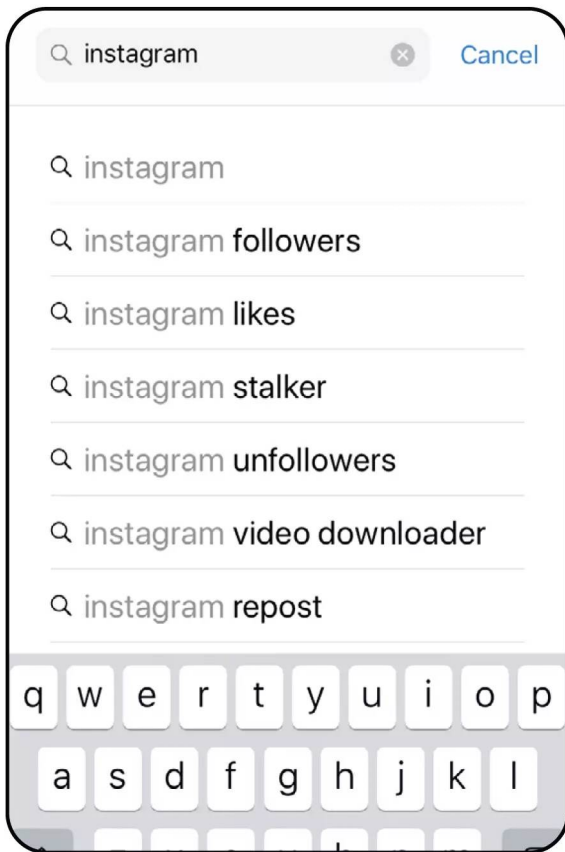 instagram Cancel
instagram
instagram followers
instagram likes
instagram stalker
instagram unfollowers
instagram video downloader
instagram repost
q w e r t y u i o p
a s d f g h j k l